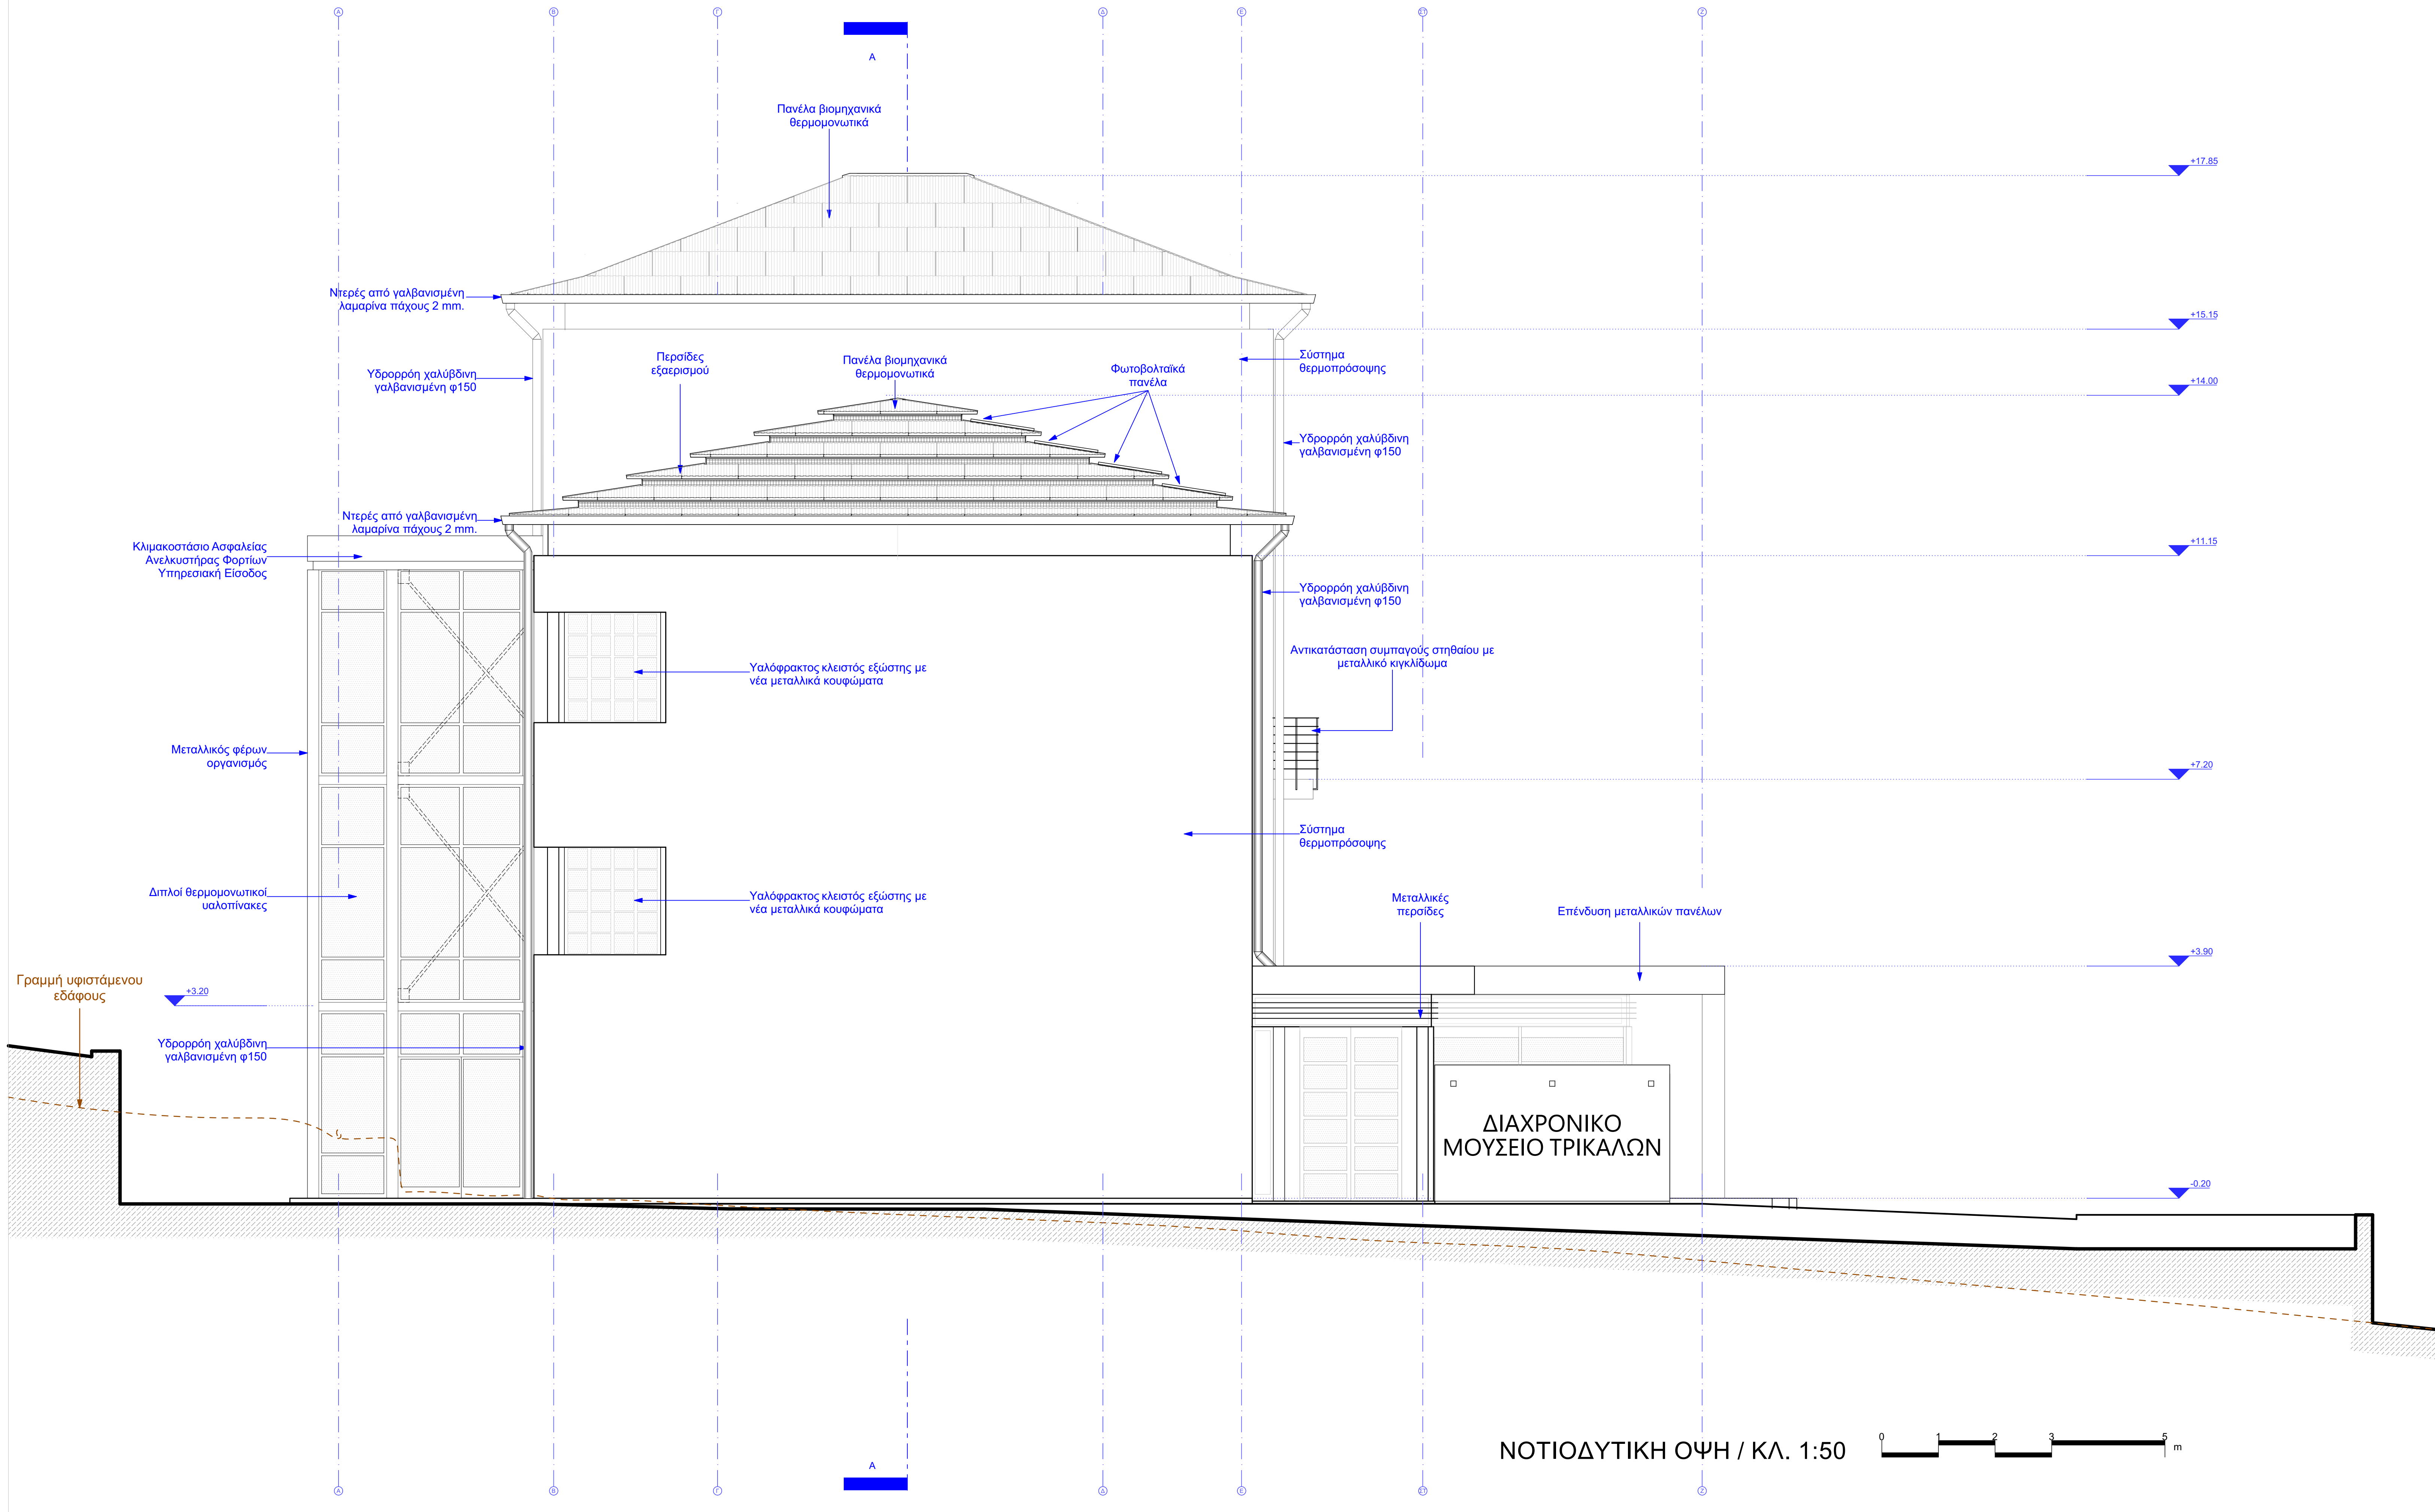 Α
Β
Γ
Δ
Ε
ΣΤ
Ζ
Α
Πανέλα βιομηχανικά
θερμομονωτικά
+17.85
Ντερές από γαλβανισμένη
λαμαρίνα πάχους 2 mm.
+15.15
Υδρορρόη χαλύβδινη
γαλβανισμένη φ150
Περσίδες
εξαερισμού
Πανέλα βιομηχανικά
θερμομονωτικά
Φωτοβολταϊκά
πανέλα
Σύστημα
θερμοπρόσοψης
+14.00
Υδρορρόη χαλύβδινη
γαλβανισμένη φ150
Ντερές από γαλβανισμένη
λαμαρίνα πάχους 2 mm.
Κλιμακοστάσιο Ασφαλείας
Ανελκυστήρας Φορτίων
Υπηρεσιακή Είσοδος
+11.15
Υδρορρόη χαλύβδινη
γαλβανισμένη φ150
Υαλόφρακτος κλειστός εξώστης με
νέα μεταλλικά κουφώματα
Αντικατάσταση συμπαγούς στηθαίου με
μεταλλικό κιγκλίδωμα
Μεταλλικός φέρων
οργανισμός
+7.20
Σύστημα
θερμοπρόσοψης
Διπλοί θερμομονωτικοί
υαλοπίνακες
Υαλόφρακτος κλειστός εξώστης με
νέα μεταλλικά κουφώματα
Μεταλλικές
περσίδες
Επένδυση μεταλλικών πανέλων
+3.90
Γραμμή υφιστάμενου
εδάφους
+3.20
Υδρορρόη χαλύβδινη
γαλβανισμένη φ150
ΔΙΑΧΡΟΝΙΚΟ
ΜΟΥΣΕΙΟ ΤΡΙΚΑΛΩΝ
-0.20
ΝΟΤΙΟΔΥΤΙΚΗ ΟΨΗ / ΚΛ. 1:50
0 1 2 3 5 m
Α
Α
Β
Γ
Δ
Ε
ΣΤ
Ζ